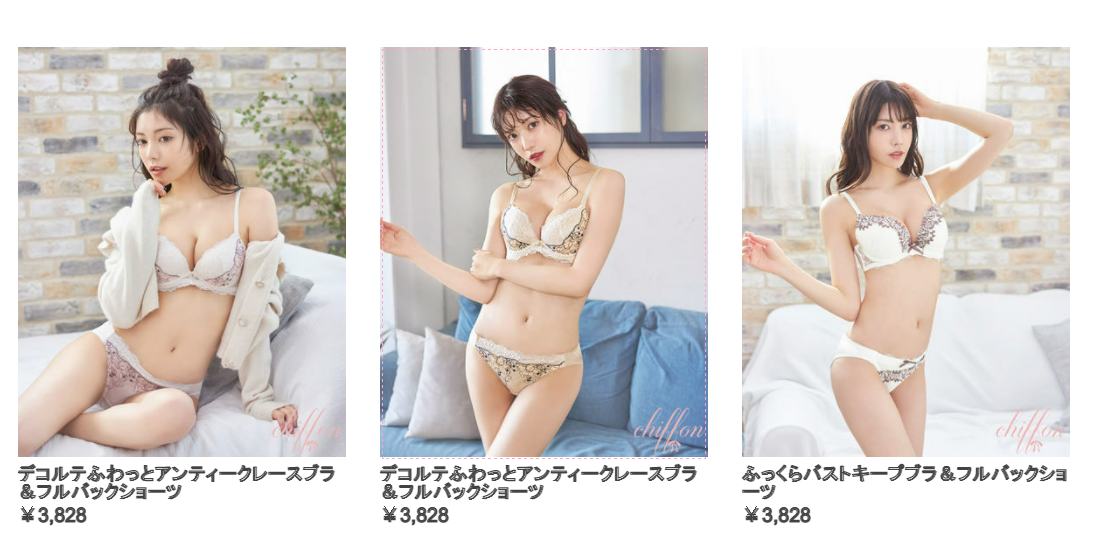 chiffon
chiffon
chiffon
デコルテふわっとアンティークレースブラ
＆フルバックショーツ
￥3,828
デコルテふわっとアンティークレースブラ
＆フルバックショーツ
￥3,828
ふっくらバストキープブラ＆フルバックショ
ーツ
￥3,828